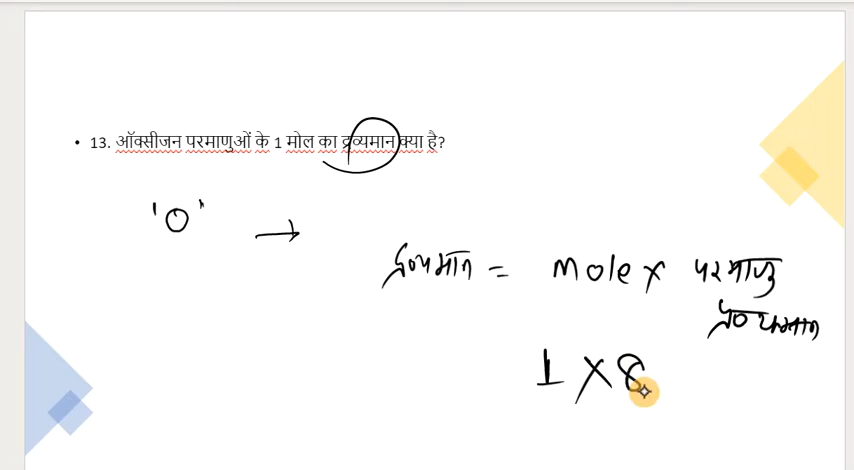 • 13. ऑक्सीजन परमाणुओं के 1 मोल का द्रव्यमान क्या है?
'O' →
द्रव्यमान = mole × परमाणु
द्रव्यमान
1 × 8